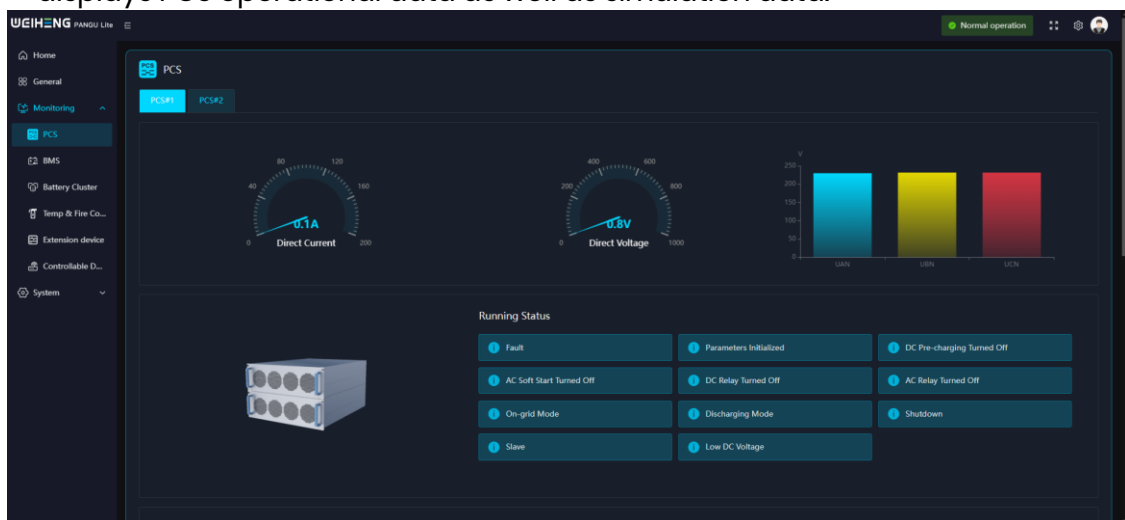 displays PCS operational data as well as simulation data.
WEIHENG PANGU Lite
Normal operation
Home
General
Monitoring
PCS
BMS
Battery Cluster
Temp & Fire Co...
Extension device
Controllable D...
System
PCS
PCS
PCS#1 PCS#2
0 40 80 120 160 200
0.1A
Direct Current
0 200 400 600 800 1000
0.8V
Direct Voltage
V
250
200
150
100
50
0
UAN UBN UCN
Running Status
Fault Parameters Initialized DC Pre-charging Turned Off
AC Soft Start Turned Off DC Relay Turned Off AC Relay Turned Off
On-grid Mode Discharging Mode Shutdown
Slave Low DC Voltage